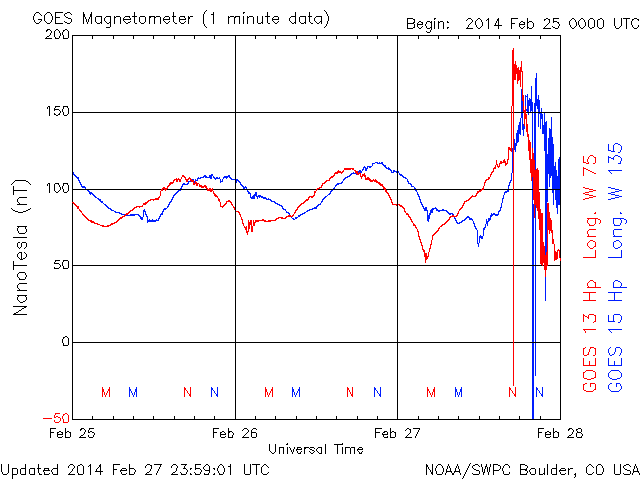 GOES Magnetometer (1 minute data)
Begin: 2014 Feb 25 0000 UTC
200
150
100
50
0
-50
NanoTesla (nT)
M M N N M M N N M M N N
Feb 25 Feb 26 Feb 27 Feb 28
Universal Time
GOES 13 Hp Long. W 75
GOES 15 Hp Long. W 135
Updated 2014 Feb 27 23:59:01 UTC
NOAA/SWPC Boulder, CO USA